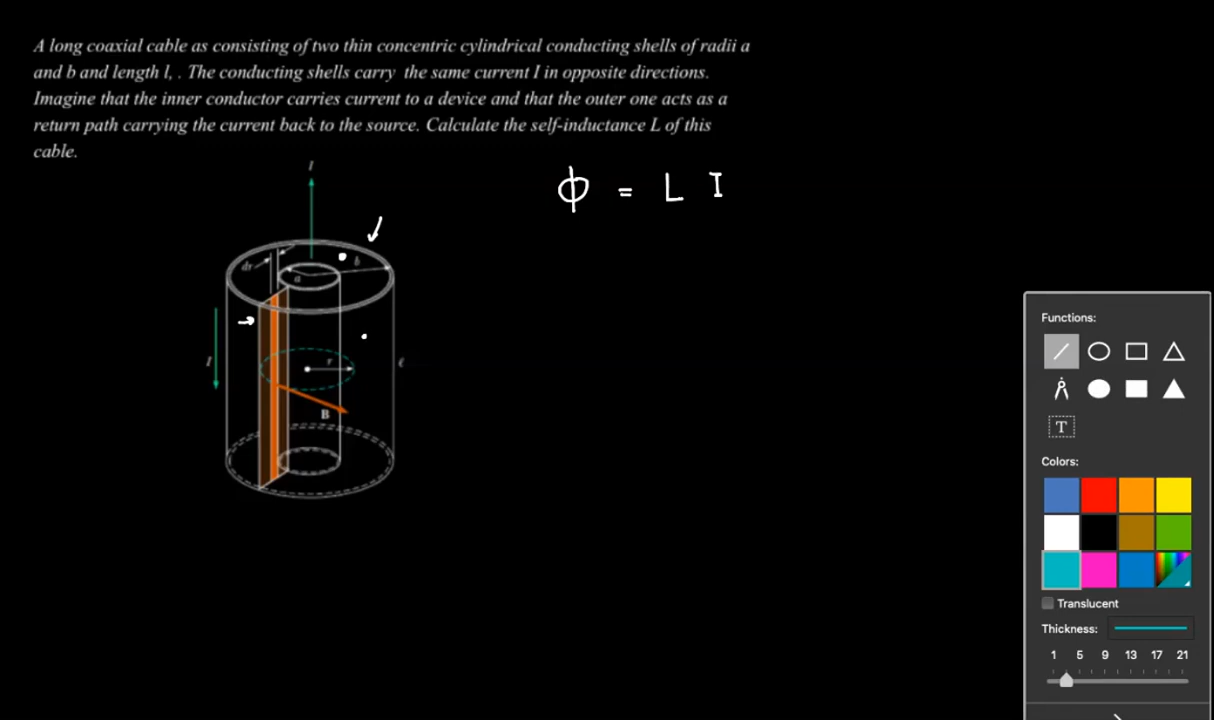 A long coaxial cable as consisting of two thin concentric cylindrical conducting shells of radii a
and b and length l, . The conducting shells carry the same current I in opposite directions.
Imagine that the inner conductor carries current to a device and that the outer one acts as a
return path carrying the current back to the source. Calculate the self-inductance L of this
cable.
I
ϕ = L I
dr
a
b
I
r
ℓ
B
Functions:
T
Colors:
Translucent
Thickness:
1 5 9 13 17 21